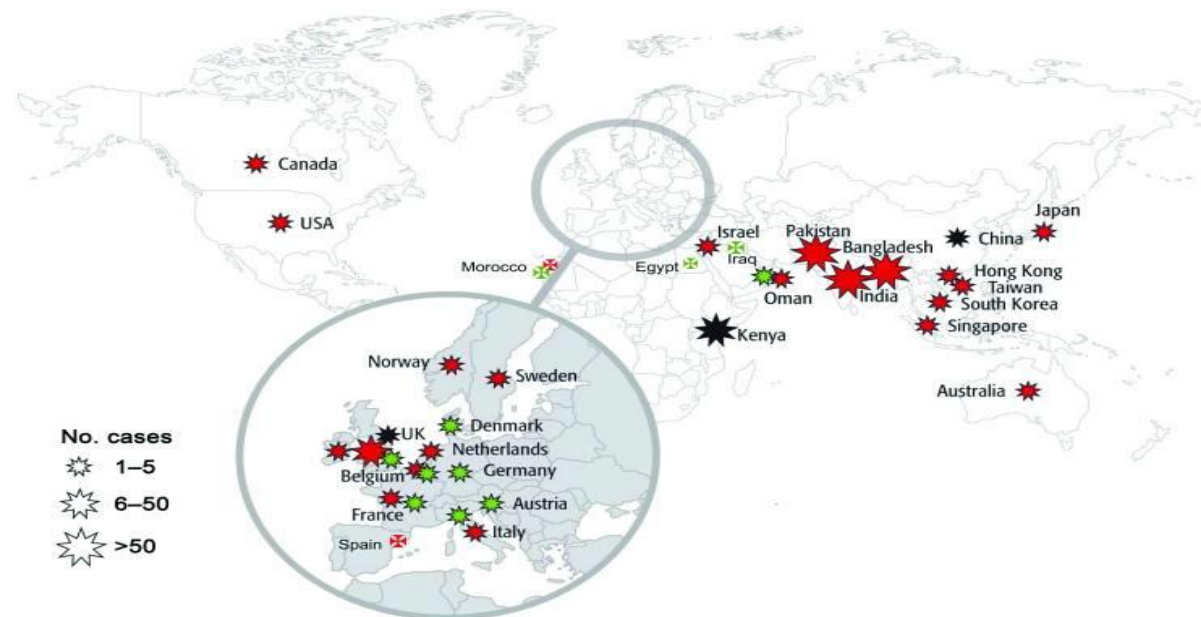 Canada
USA
Morocco
Egypt
Israel
Iraq
Oman
Pakistan
Bangladesh
India
Kenya
China
Japan
Hong Kong
Taiwan
South Korea
Singapore
Australia
Norway
Sweden
Denmark
UK
Netherlands
Belgium
Germany
France
Austria
Italy
Spain
No. cases
1–5
6–50
>50